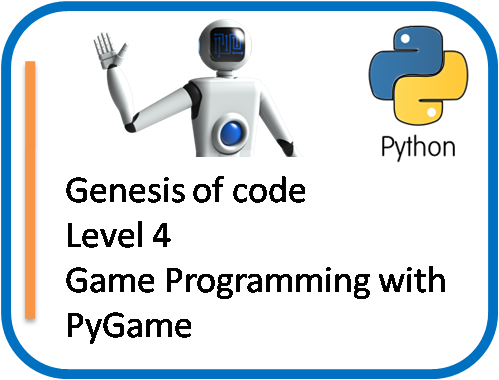 Python
Genesis of code
Level 4
Game Programming with
PyGame